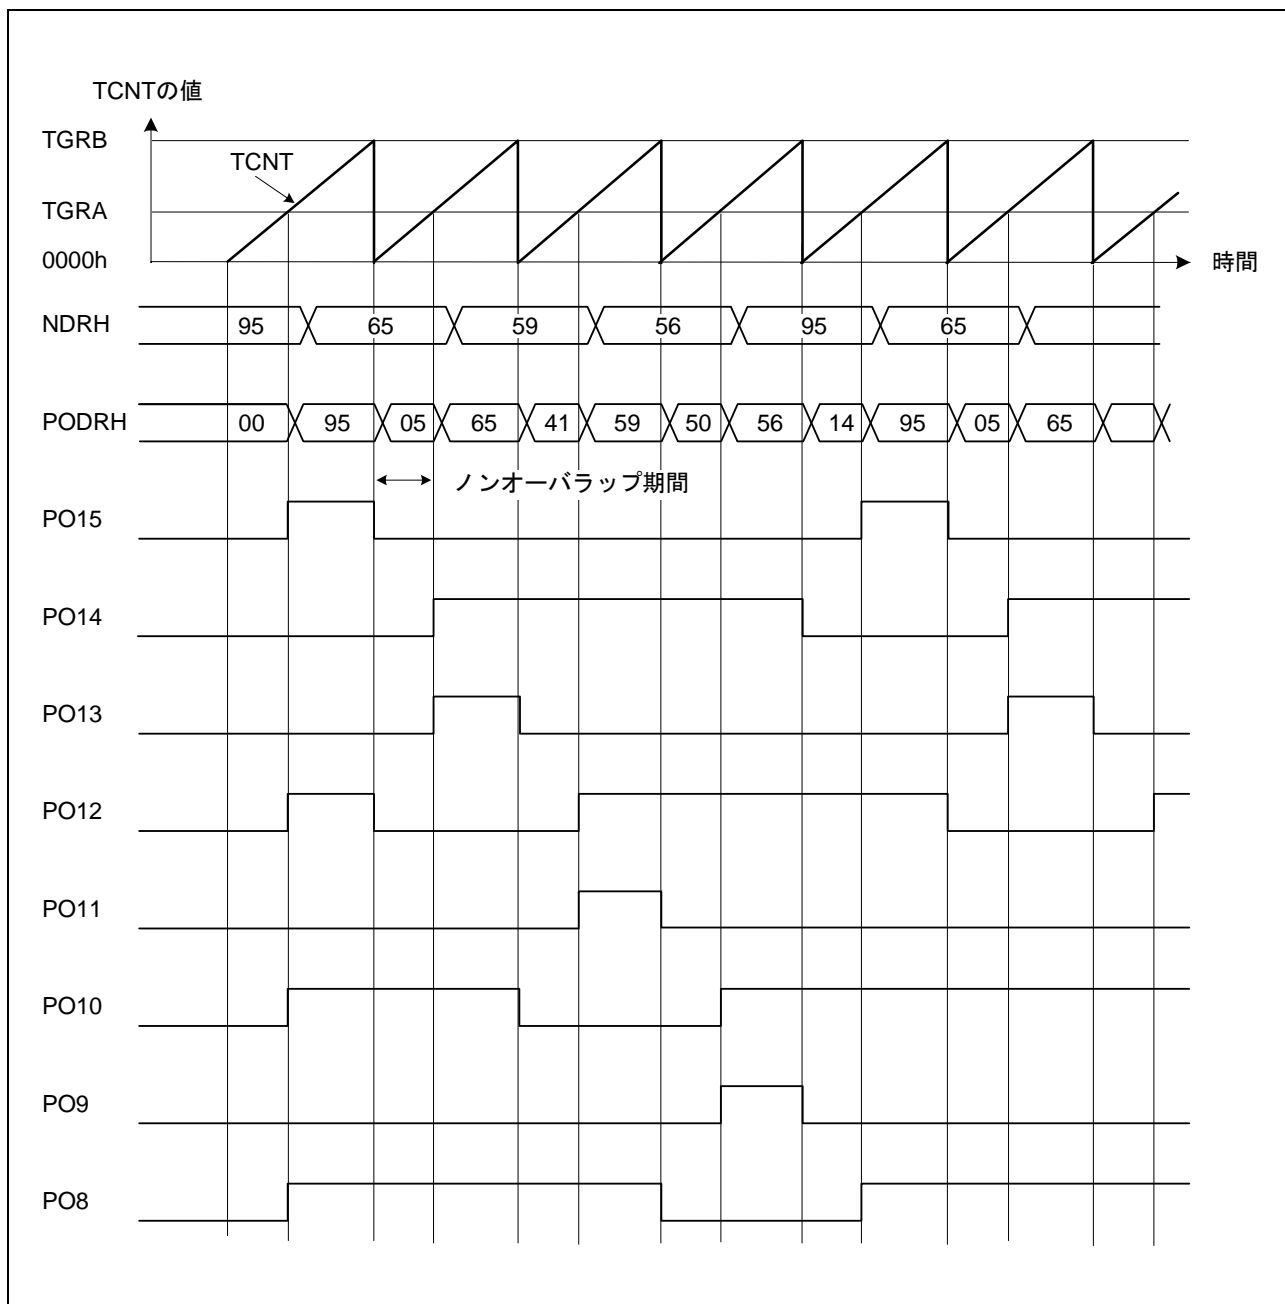 TCNTの値
TGRB
TCNT
TGRA
0000h
時間
NDRH 95 65 59 56 95 65
PODRH 00 95 05 65 41 59 50 56 14 95 05 65
ノンオーバラップ期間
PO15
PO14
PO13
PO12
PO11
PO10
PO9
PO8